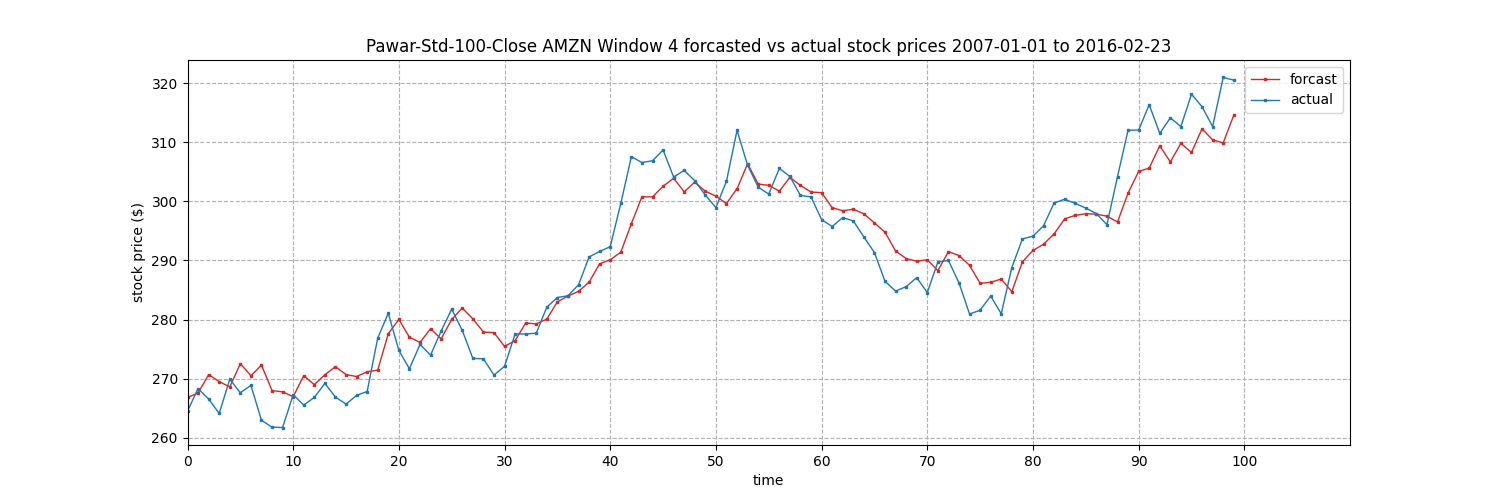 Pawar-Std-100-Close AMZN Window 4 forcasted vs actual stock prices 2007-01-01 to 2016-02-23
forcast
actual
stock price ($)
320
310
300
290
280
270
260
0 10 20 30 40 50 60 70 80 90 100
time